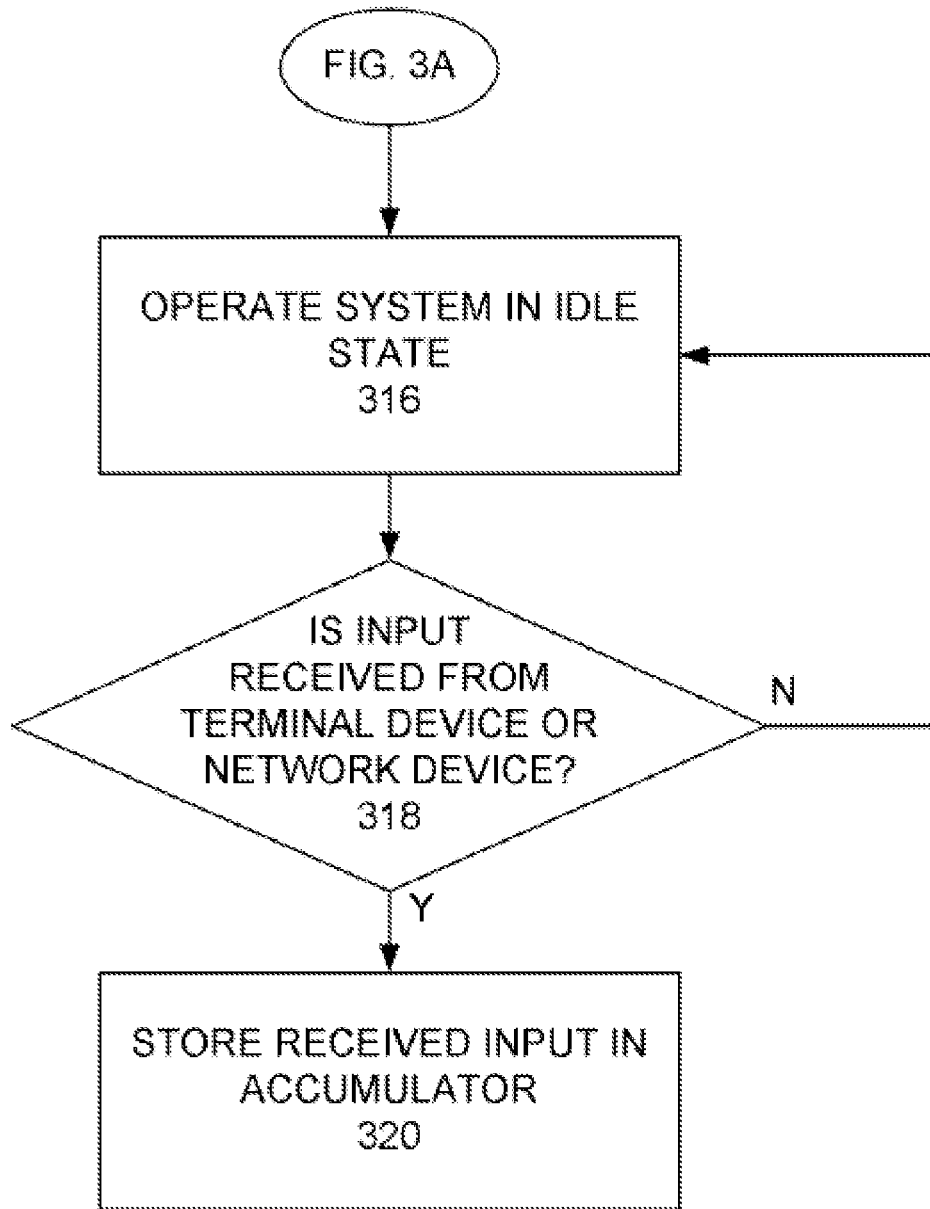 FIG. 3A
OPERATE SYSTEM IN IDLE
STATE
316
IS INPUT
RECEIVED FROM
TERMINAL DEVICE OR
NETWORK DEVICE?
318
N
Y
STORE RECEIVED INPUT IN
ACCUMULATOR
320